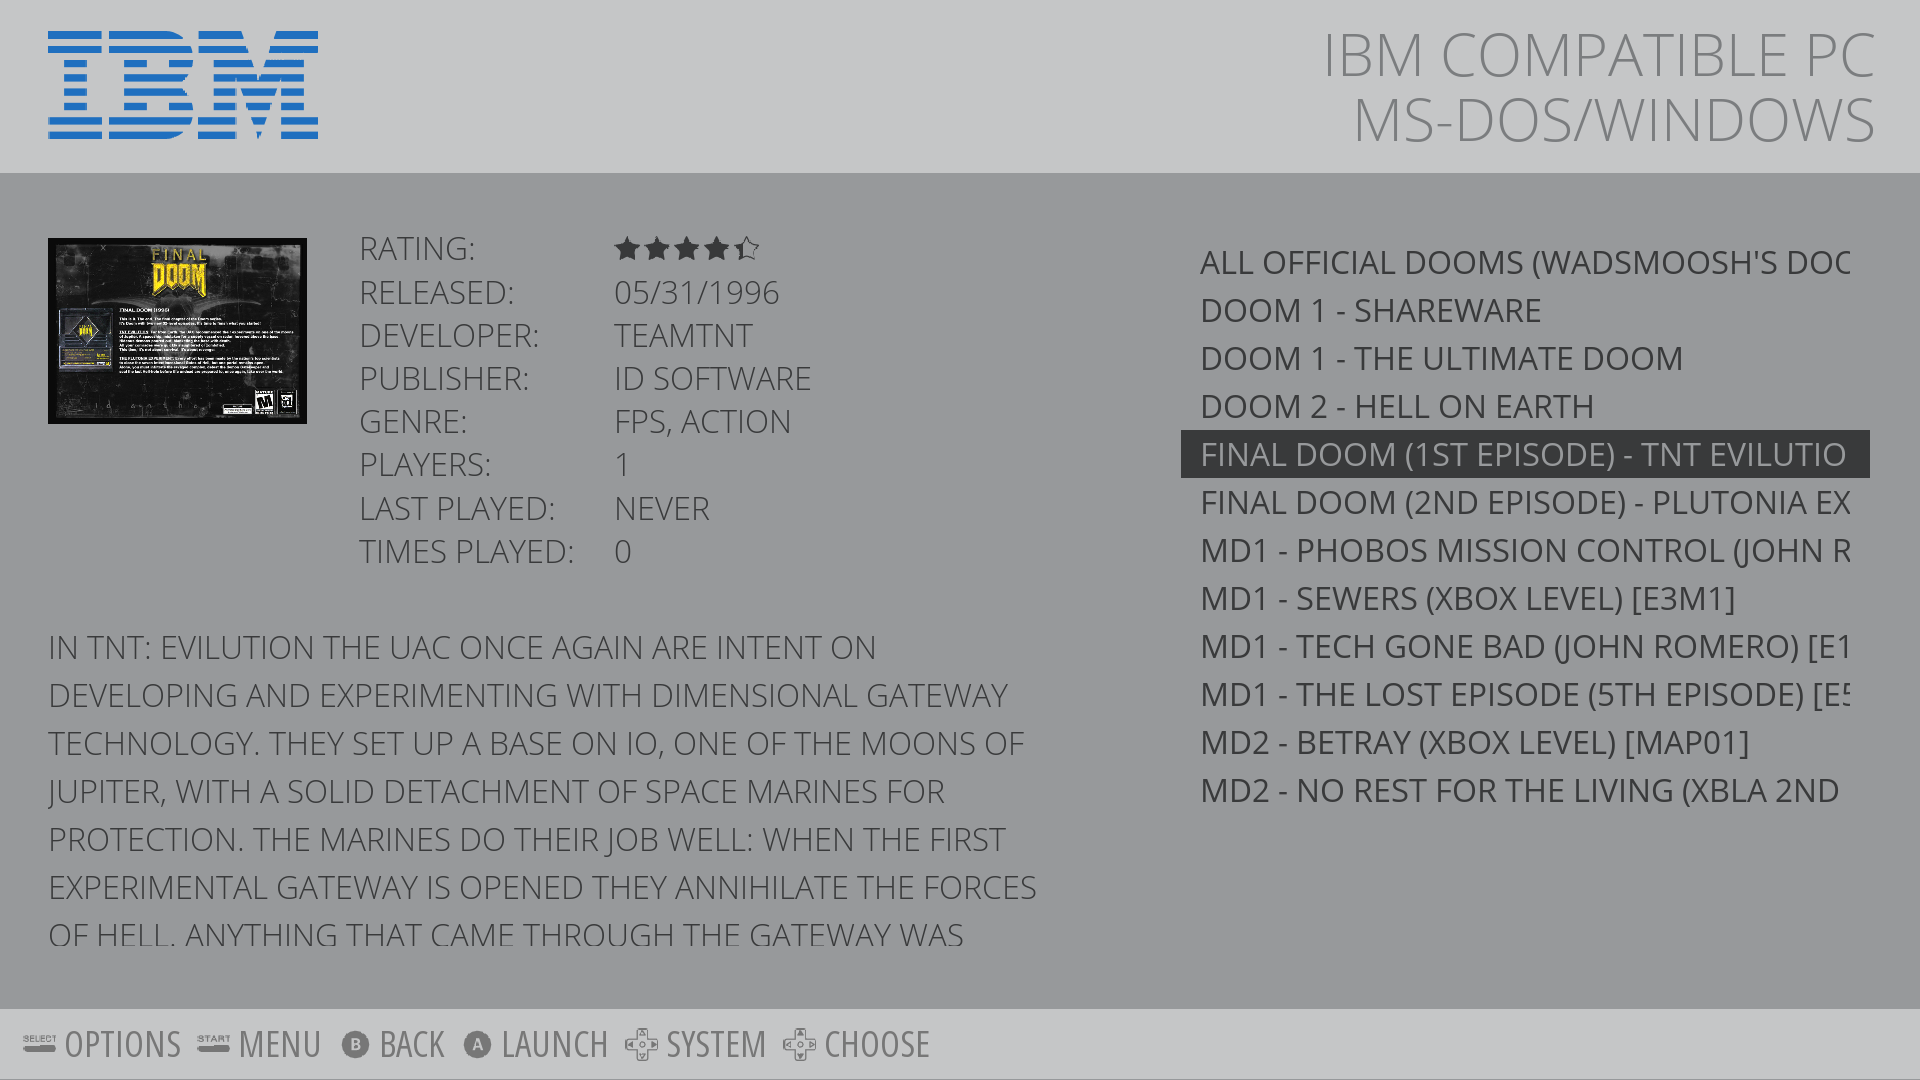 IBM
IBM COMPATIBLE PC
MS-DOS/WINDOWS
FINAL
DOOM
FINAL DOOM (1996)
RATING:
RELEASED: 05/31/1996
DEVELOPER: TEAMTNT
PUBLISHER: ID SOFTWARE
GENRE: FPS, ACTION
PLAYERS: 1
LAST PLAYED: NEVER
TIMES PLAYED: 0
IN TNT: EVILUTION THE UAC ONCE AGAIN ARE INTENT ON
DEVELOPING AND EXPERIMENTING WITH DIMENSIONAL GATEWAY
TECHNOLOGY. THEY SET UP A BASE ON IO, ONE OF THE MOONS OF
JUPITER, WITH A SOLID DETACHMENT OF SPACE MARINES FOR
PROTECTION. THE MARINES DO THEIR JOB WELL: WHEN THE FIRST
EXPERIMENTAL GATEWAY IS OPENED THEY ANNIHILATE THE FORCES
OF HELL. ANYTHING THAT CAME THROUGH THE GATEWAY WAS
ALL OFFICIAL DOOMS (WADSMOOSH'S DOC
DOOM 1 - SHAREWARE
DOOM 1 - THE ULTIMATE DOOM
DOOM 2 - HELL ON EARTH
FINAL DOOM (1ST EPISODE) - TNT EVILUTIO
FINAL DOOM (2ND EPISODE) - PLUTONIA EX
MD1 - PHOBOS MISSION CONTROL (JOHN R
MD1 - SEWERS (XBOX LEVEL) [E3M1]
MD1 - TECH GONE BAD (JOHN ROMERO) [E1
MD1 - THE LOST EPISODE (5TH EPISODE) [E5
MD2 - BETRAY (XBOX LEVEL) [MAP01]
MD2 - NO REST FOR THE LIVING (XBLA 2ND
SELECT OPTIONS START MENU B BACK A LAUNCH SYSTEM CHOOSE